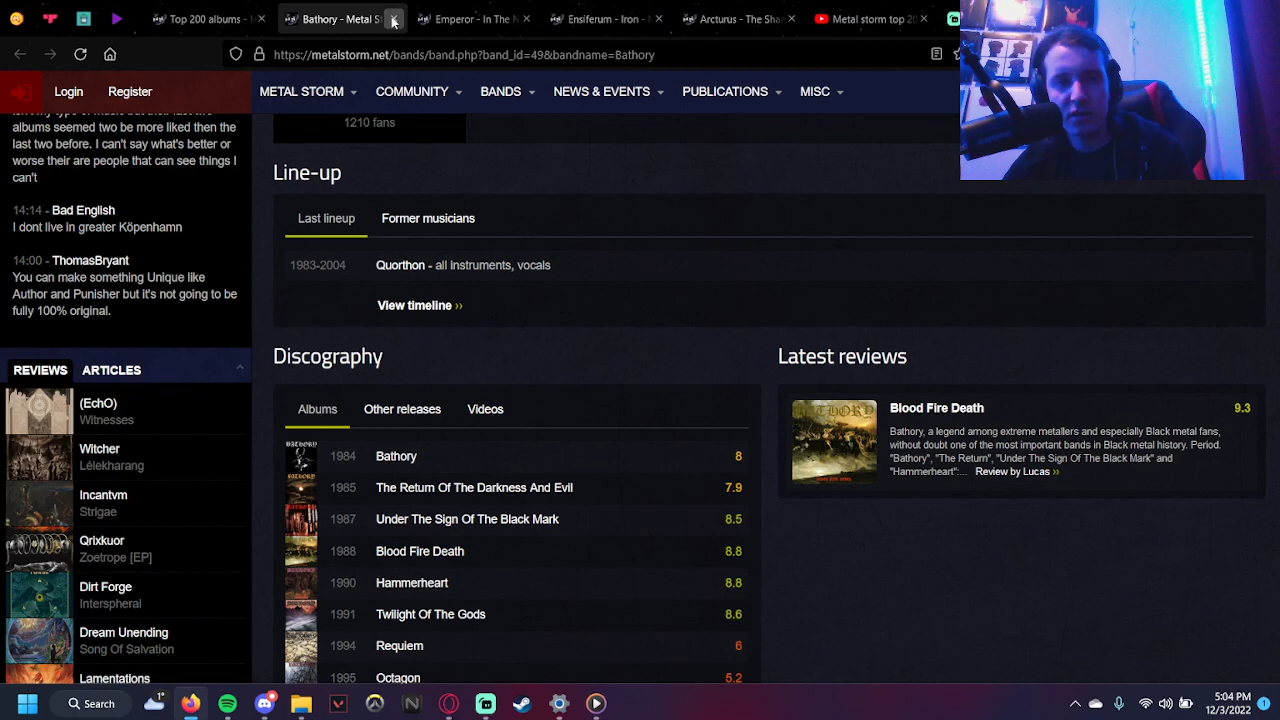 Top 200 albums - M
Bathory - Metal S
Emperor - In The N
Ensiferum - Iron - M
Arcturus - The Sha
Metal storm top 20
https://metalstorm.net/bands/band.php?band_id=49&bandname=Bathory
Login
Register
METAL STORM
COMMUNITY
BANDS
NEWS & EVENTS
PUBLICATIONS
MISC
isn't my type of music but their last two
albums seemed two be more liked then the
last two before. I can't say what's better or
worse their are people that can see things I
can't
14:14 - Bad English
I dont live in greater Köpenhamn
14:00 - ThomasBryant
You can make something Unique like
Author and Punisher but it's not going to be
fully 100% original.
REVIEWS
ARTICLES
(EchO)
Witnesses
Witcher
Lélekharang
Incantvm
Strigae
Qrixkuor
Zoetrope [EP]
Dirt Forge
Interspheral
Dream Unending
Song Of Salvation
Lamentations
1210 fans
Line-up
Last lineup
Former musicians
1983-2004
Quorthon - all instruments, vocals
View timeline ››
Discography
Albums
Other releases
Videos
1984 Bathory 8
1985 The Return Of The Darkness And Evil 7.9
1987 Under The Sign Of The Black Mark 8.5
1988 Blood Fire Death 8.8
1990 Hammerheart 8.8
1991 Twilight Of The Gods 8.6
1994 Requiem 6
1995 Octagon 5.2
Latest reviews
BATHORY
Blood Fire Death 9.3
Bathory, a legend among extreme metallers and especially Black metal fans,
without doubt one of the most important bands in Black metal history. Period.
"Bathory", "The Return", "Under The Sign Of The Black Mark" and
"Hammerheart":... Review by Lucas ››
Search
5:04 PM
12/3/2022
1